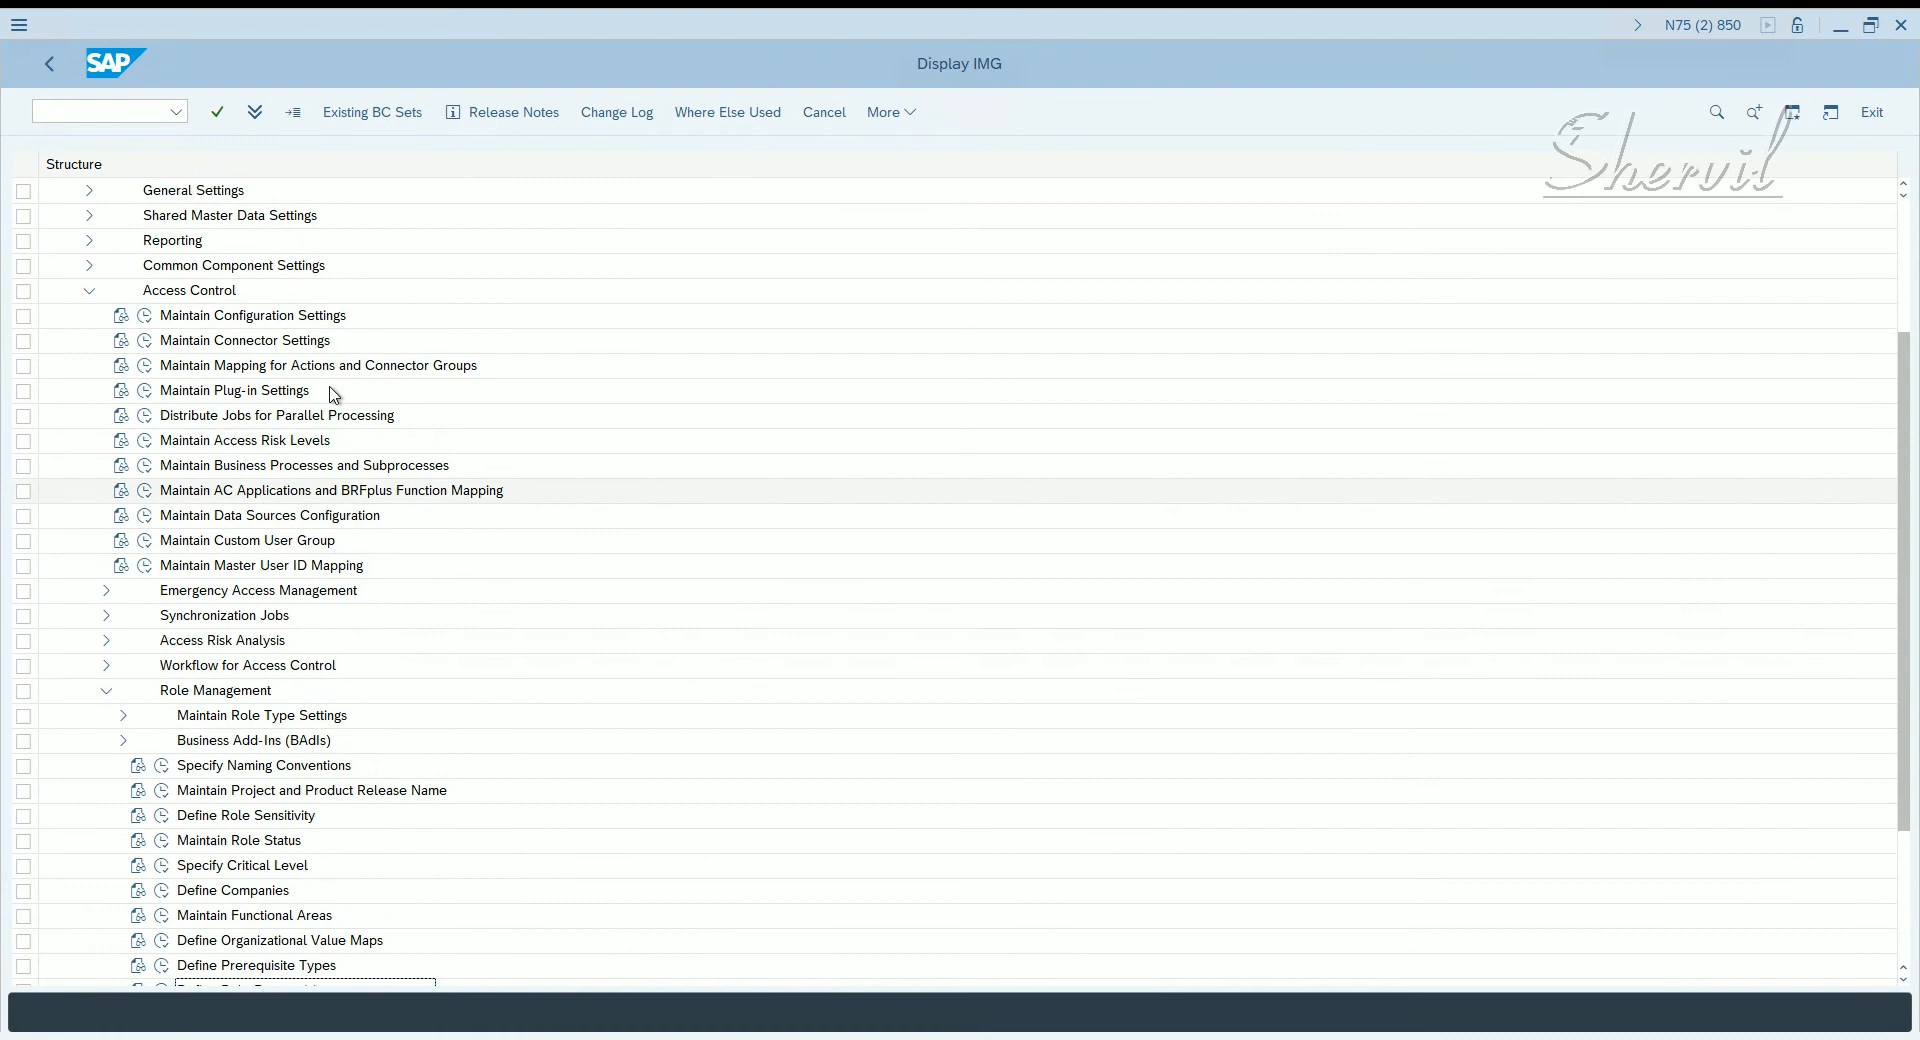 N75 (2) 850
SAP
Display IMG
Existing BC Sets
Release Notes
Change Log
Where Else Used
Cancel
More
Exit
Shervil
Structure
General Settings
Shared Master Data Settings
Reporting
Common Component Settings
Access Control
Maintain Configuration Settings
Maintain Connector Settings
Maintain Mapping for Actions and Connector Groups
Maintain Plug-in Settings
Distribute Jobs for Parallel Processing
Maintain Access Risk Levels
Maintain Business Processes and Subprocesses
Maintain AC Applications and BRFplus Function Mapping
Maintain Data Sources Configuration
Maintain Custom User Group
Maintain Master User ID Mapping
Emergency Access Management
Synchronization Jobs
Access Risk Analysis
Workflow for Access Control
Role Management
Maintain Role Type Settings
Business Add-Ins (BAdIs)
Specify Naming Conventions
Maintain Project and Product Release Name
Define Role Sensitivity
Maintain Role Status
Specify Critical Level
Define Companies
Maintain Functional Areas
Define Organizational Value Maps
Define Prerequisite Types